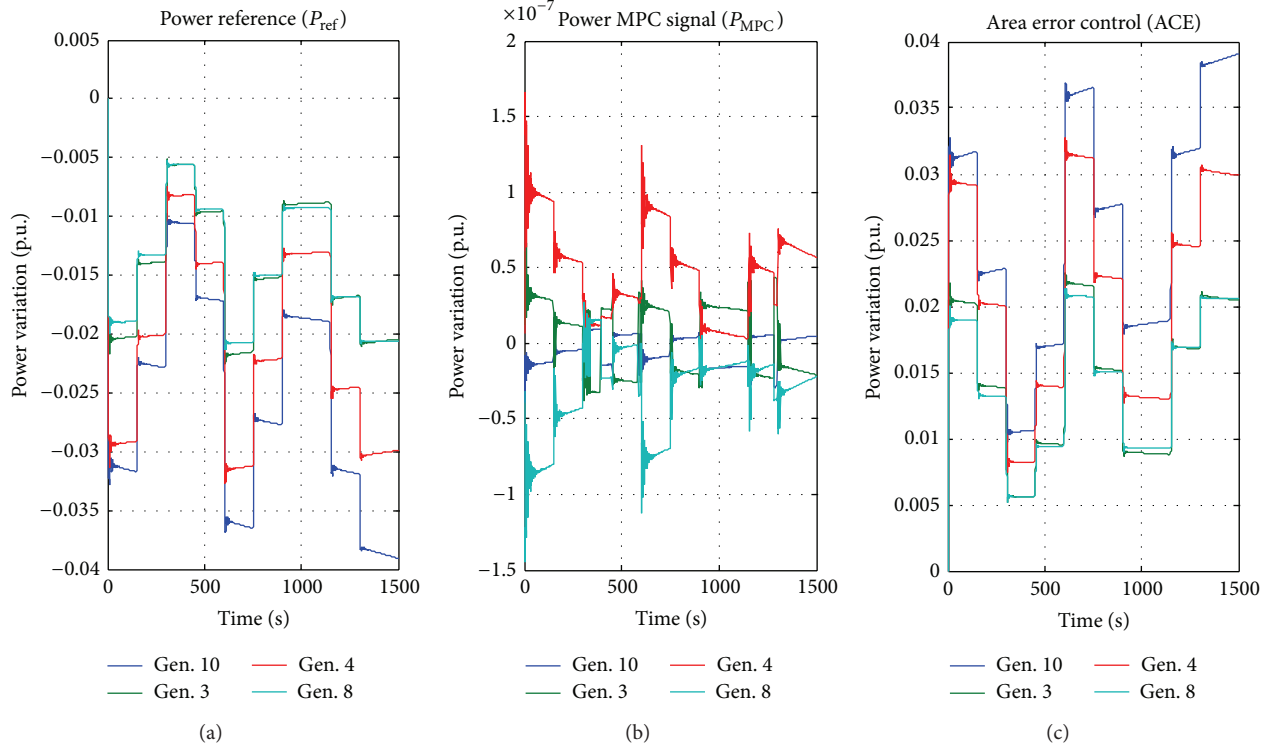 Power reference (Pref)
0.005
0
−0.005
−0.01
−0.015
−0.02
−0.025
−0.03
−0.035
−0.04
Power variation (p.u.)
0
500
1000
1500
Time (s)
Gen. 10
Gen. 4
Gen. 3
Gen. 8
(a)
×10−7
Power MPC signal (PMPC)
2
1.5
1
0.5
0
−0.5
−1
−1.5
Power variation (p.u.)
0
500
1000
1500
Time (s)
Gen. 10
Gen. 4
Gen. 3
Gen. 8
(b)
Area error control (ACE)
0.04
0.035
0.03
0.025
0.02
0.015
0.01
0.005
0
Power variation (p.u.)
0
500
1000
1500
Time (s)
Gen. 10
Gen. 4
Gen. 3
Gen. 8
(c)